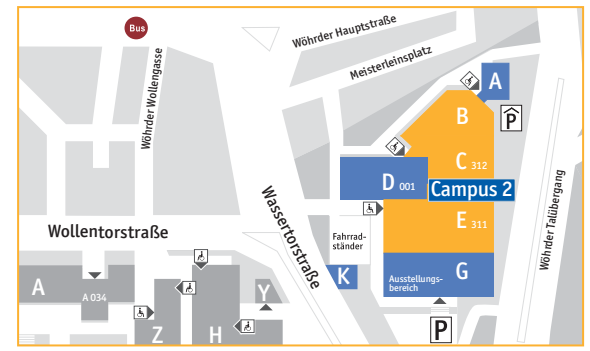 Bus
Wöhrder Hauptstraße
Meisterleinsplatz
Wöhrder Wollengasse
A
B
P
C 312
D 001
Campus 2
Wassertorstraße
E 311
Wöhrder Talübergang
Wollentorstraße
Fahrrad-
ständer
K
Ausstellungs-
bereich
G
A
A 034
Y
Z
H
P